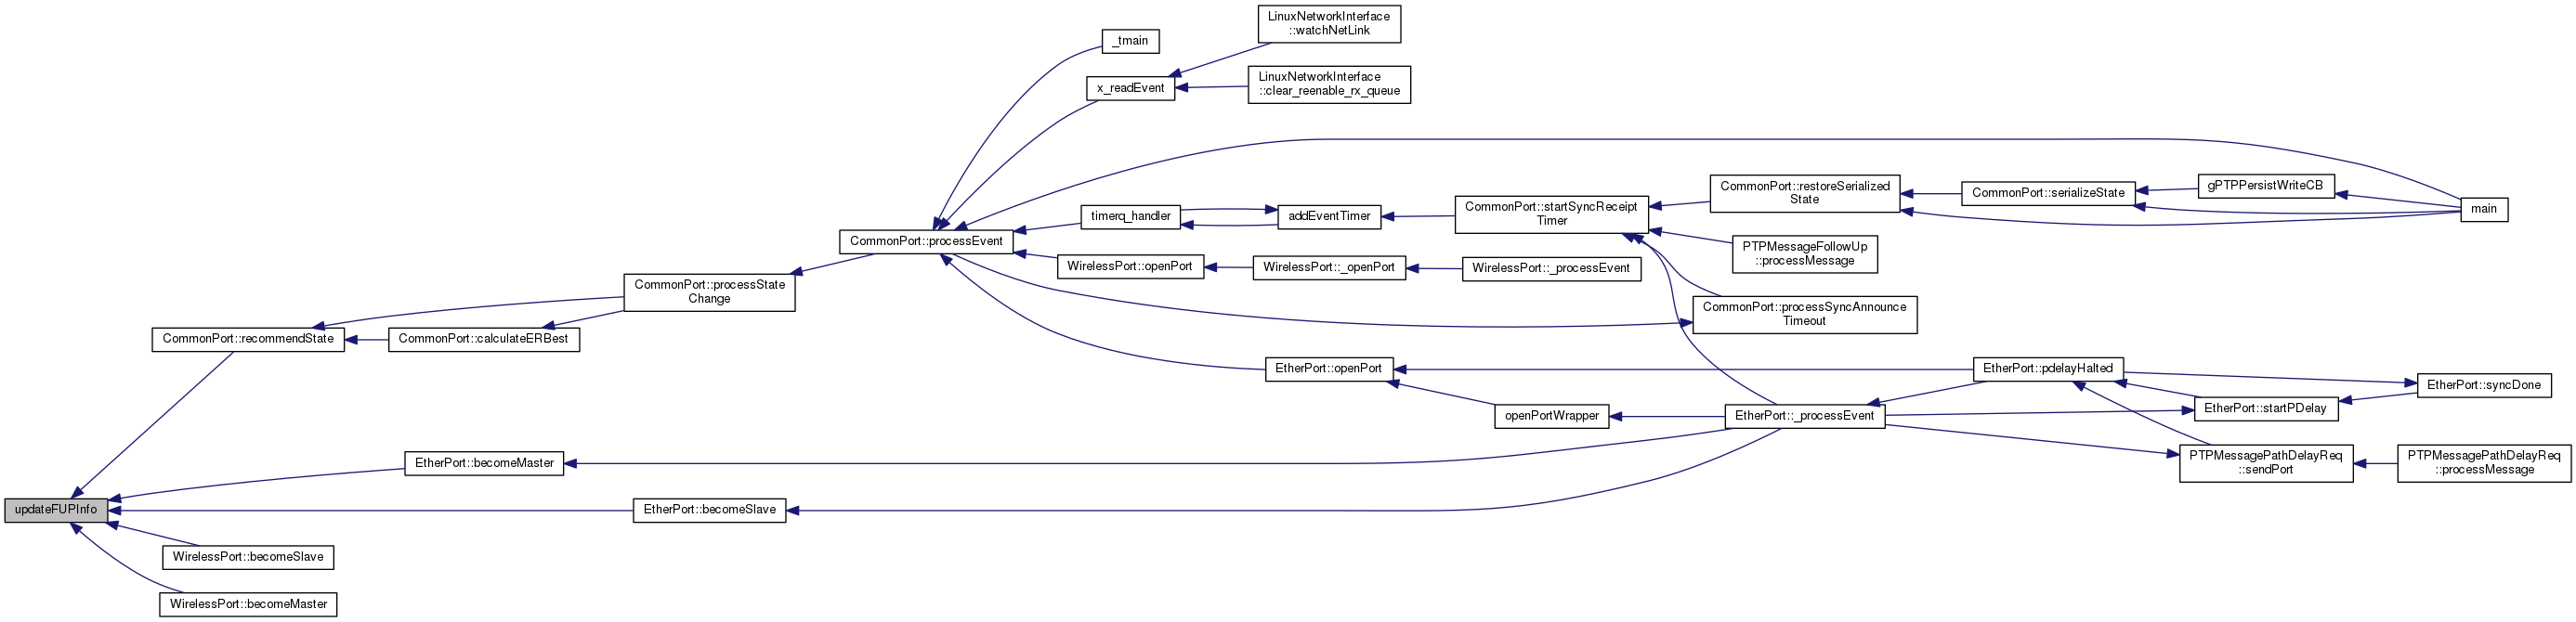 LinuxNetworkInterface
::watchNetLink
_tmain
LinuxNetworkInterface
::clear_reenable_rx_queue
x_readEvent
CommonPort::restoreSerialized
State
CommonPort::serializeState
gPTPPersistWriteCB
main
CommonPort::startSyncReceipt
Timer
timerq_handler
addEventTimer
CommonPort::processEvent
PTPMessageFollowUp
::processMessage
WirelessPort::openPort
WirelessPort::_openPort
WirelessPort::_processEvent
CommonPort::processState
Change
CommonPort::processSyncAnnounce
Timeout
CommonPort::recommendState
CommonPort::calculateERBest
EtherPort::openPort
EtherPort::pdelayHalted
EtherPort::syncDone
openPortWrapper
EtherPort::_processEvent
EtherPort::startPDelay
EtherPort::becomeMaster
PTPMessagePathDelayReq
::sendPort
PTPMessagePathDelayReq
::processMessage
updateFUPInfo
EtherPort::becomeSlave
WirelessPort::becomeSlave
WirelessPort::becomeMaster